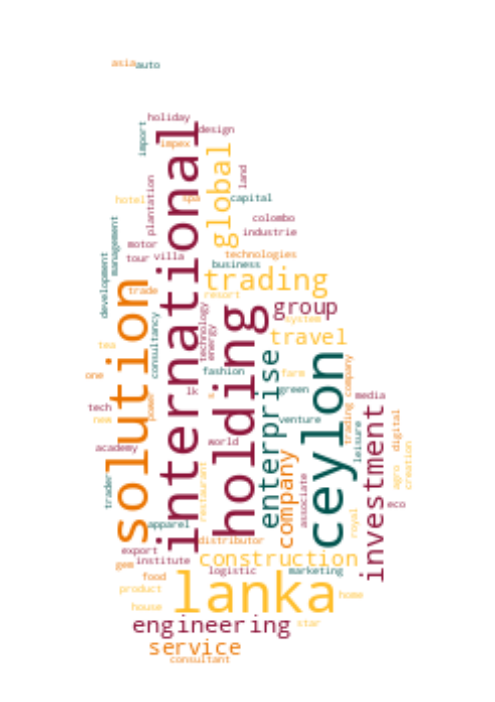 asia auto
holiday
import
design
impex
international
global
land
plantation
hotel
spa
capital
colombo
industrie
management
motor
tour villa
technologies
business
development
trading
trade
resort
solution
holding
group
system
travel
consultancy
technology
energy
tea
enterprise
ceylon
one
fashion
farm
company
green
lk
media
tech
new
power
venture
trading
investment
digital
leisure
world
academy
company
restaurant
agro
creation
trader
associate
eco
royal
apparel
distributor
export
institute
construction
gem
food
logistic
marketing
product
lanka
home
house
engineering
star
service
consultant